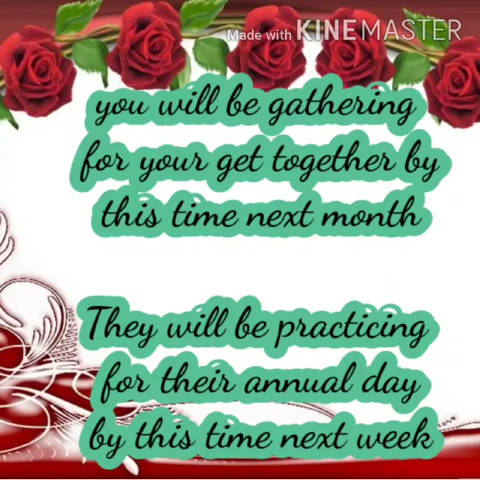 Made with KINEMASTER
you will be gathering
for your get together by
this time next month
They will be practicing
for their annual day
by this time next week